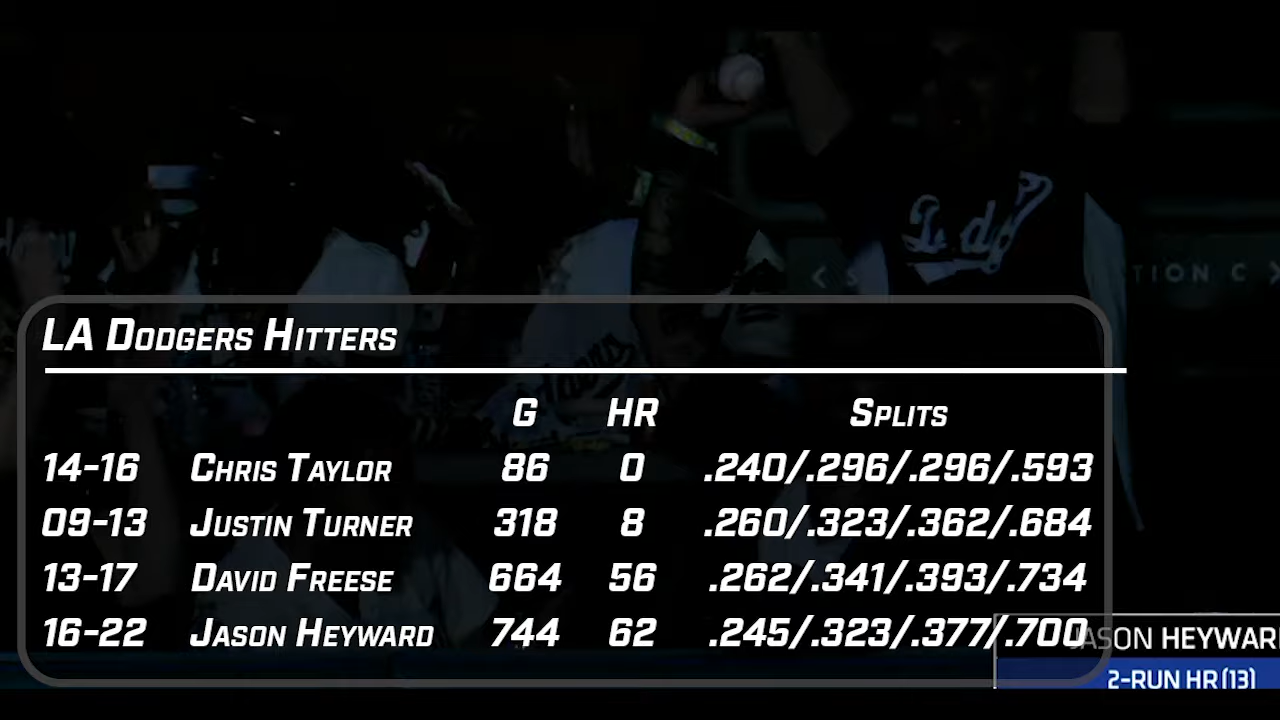 TION C
LA DODGERS HITTERS
G HR SPLITS
14-16 CHRIS TAYLOR 86 0 .240/.296/.296/.593
09-13 JUSTIN TURNER 318 8 .260/.323/.362/.684
13-17 DAVID FREESE 664 56 .262/.341/.393/.734
16-22 JASON HEYWARD 744 62 .245/.323/.377/.700
JASON HEYWAR
2-RUN HR (13)